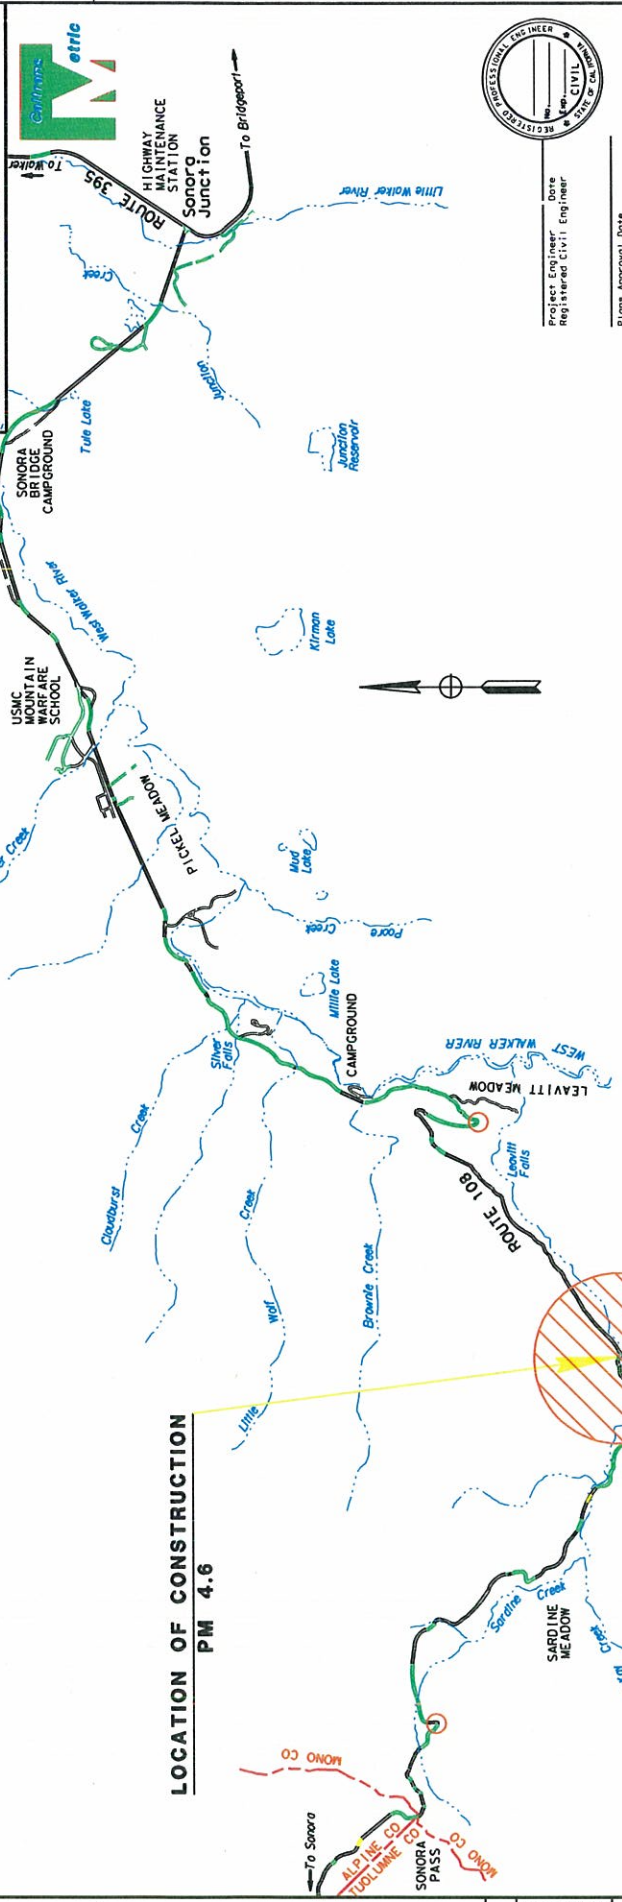 Caltrans
Metric
To Walker
ROUTE 395
HIGHWAY
MAINTENANCE
STATION
Sonora
Junction
To Bridgeport
Little Walker River
REGISTERED PROFESSIONAL ENGINEER
No.
Exp.
CIVIL
STATE OF CALIFORNIA
Project Engineer Date
Registered Civil Engineer
Plans Approval Date
Creek
Junction
Tule Lake
Junction
Reservoir
SONORA
BRIDGE
CAMPGROUND
West Walker River
Kirman
Lake
USMC
MOUNTAIN
WARFARE
SCHOOL
Creek
PICKEL MEADOW
Mud
Lake
Poore
Creek
Millie Lake
Silver
Falls
CAMPGROUND
WEST
WALKER RIVER
LEAVITT MEADOW
Leavitt
Falls
ROUTE 108
Cloudburst
Creek
Little
Wolf
Creek
Brownie Creek
LOCATION OF CONSTRUCTION
PM 4.6
Sardine
Creek
SARDINE
MEADOW
Creek
MONO CO
MONO CO
ALPINE CO
TUOLUMNE CO
SONORA
PASS
To Sonora